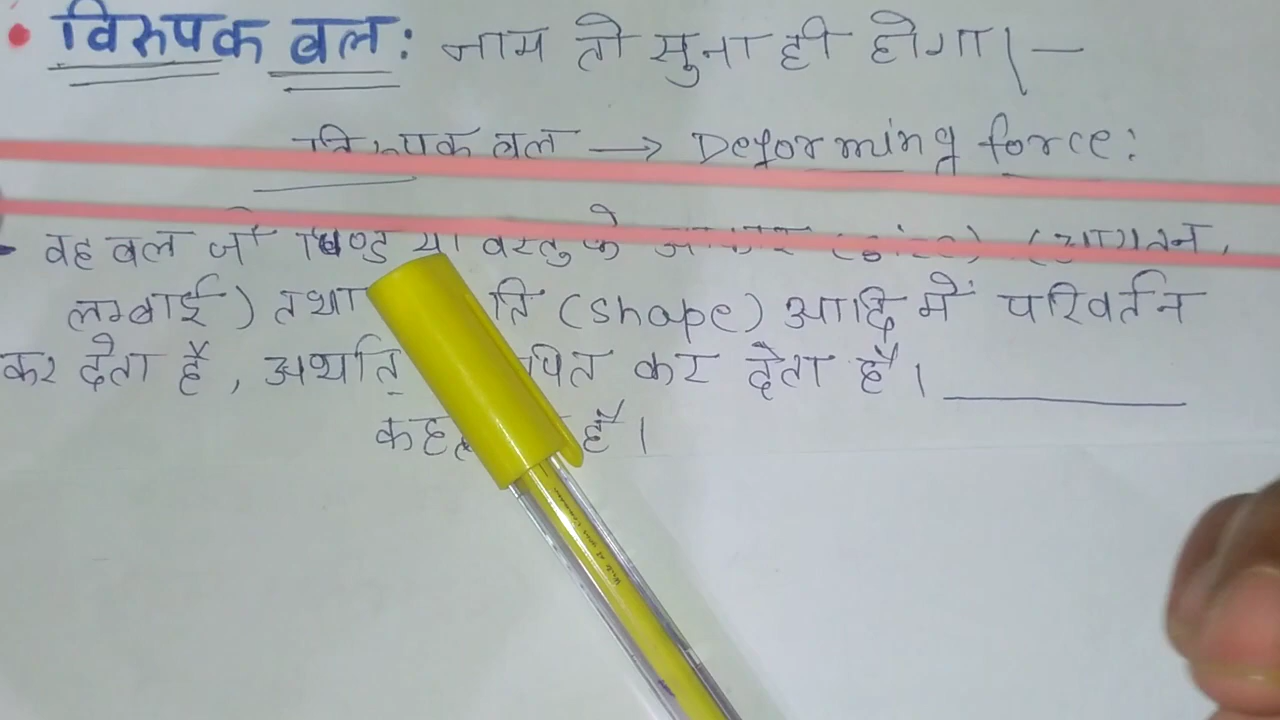 विरुपक बल: नाम तो सुना ही होगा।—
विरुपक बल → Deforming force:
वह बल जो पिण्ड या वस्तु के
लम्बाई) तथा ति (shape) आदि में परिवर्तन
कर देता है, अर्थात् पित कर देता है। ______
कह है।